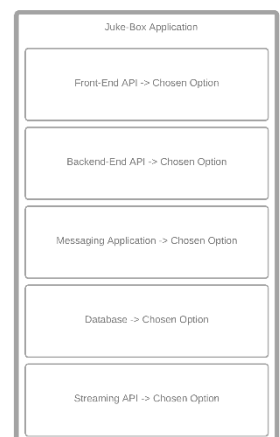 Juke-Box Application
Front-End API -> Chosen Option
Backend-End API -> Chosen Option
Messaging Application -> Chosen Option
Database -> Chosen Option
Streaming API -> Chosen Option